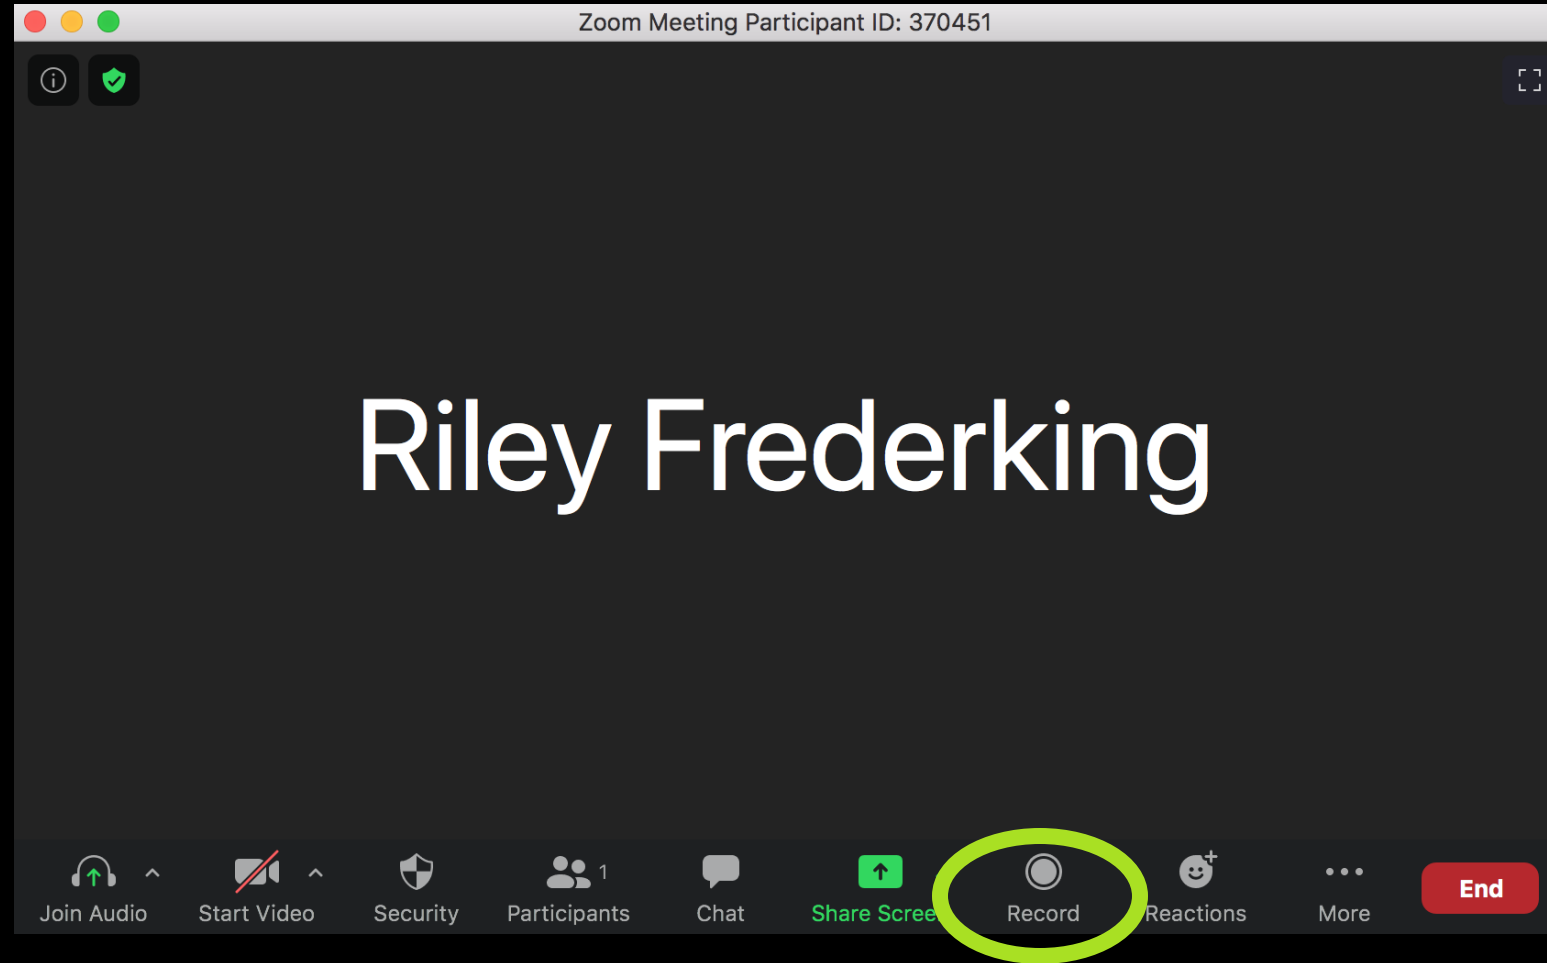 Zoom Meeting Participant ID: 370451
Riley Frederking
1
Join Audio Start Video Security Participants Chat Share Scree Record Reactions More End